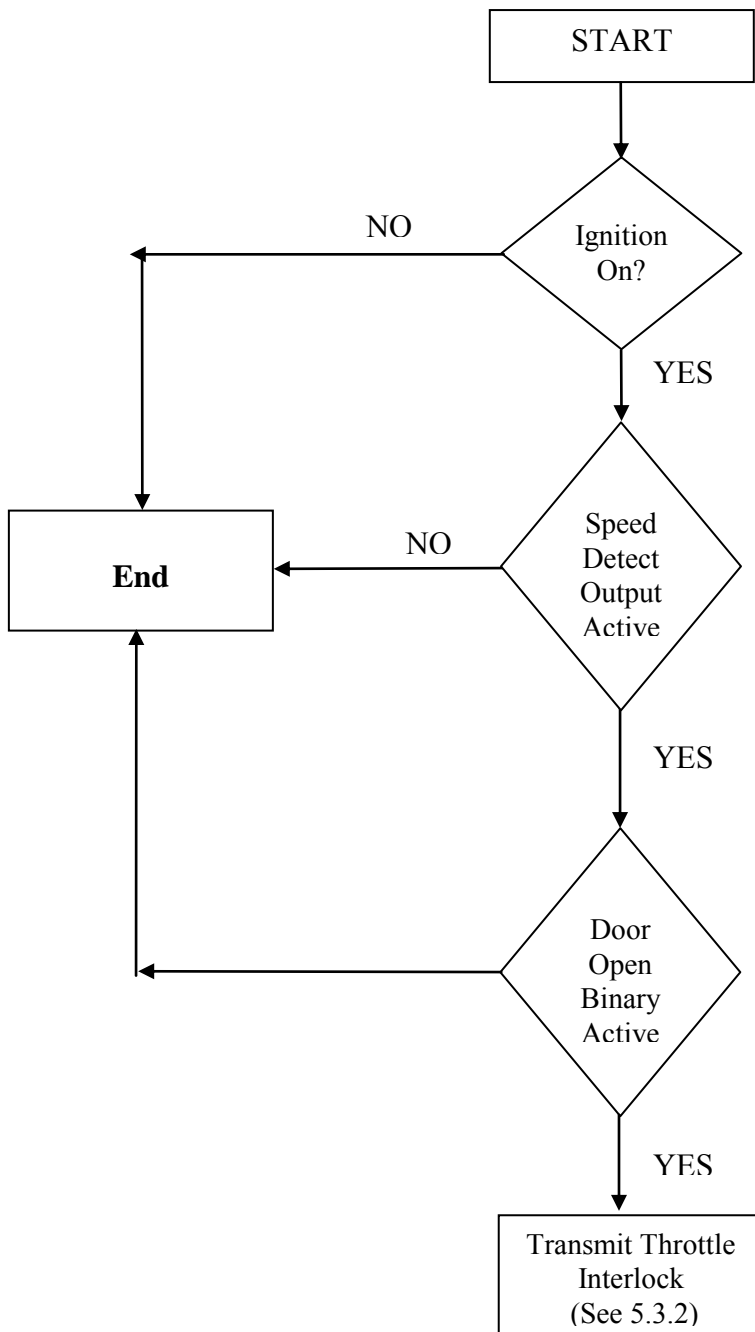 START
NO
Ignition
On?
YES
End
NO
Speed
Detect
Output
Active
YES
Door
Open
Binary
Active
YES
Transmit Throttle
Interlock
(See 5.3.2)